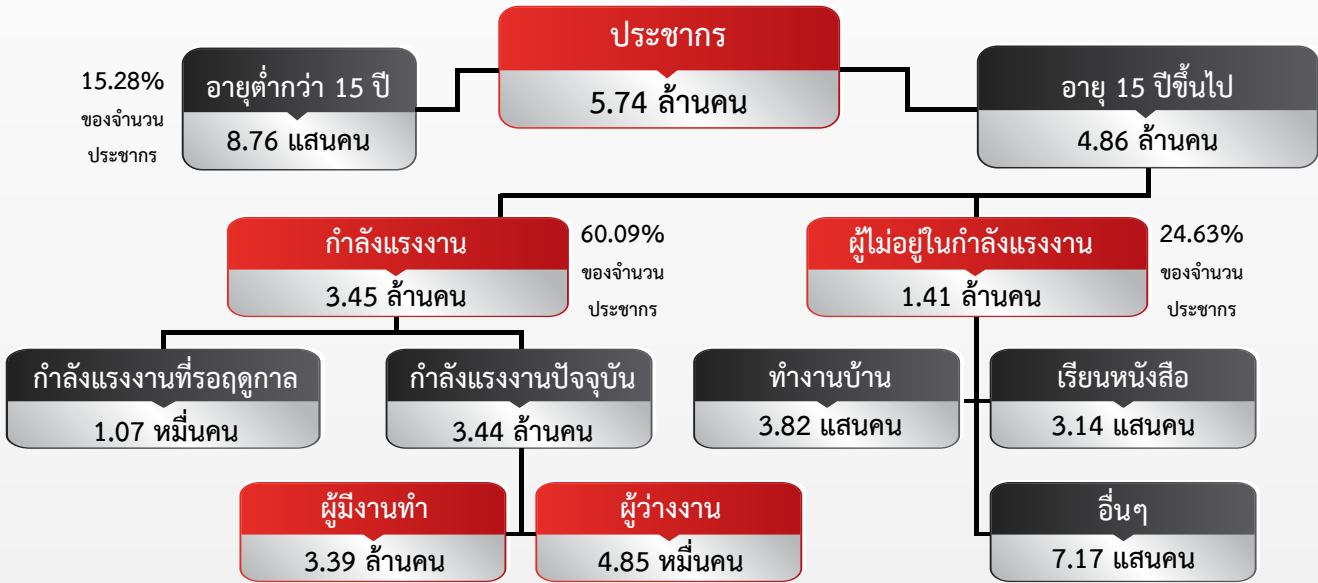 ประชากร
5.74 ล้านคน
15.28%
ของจำนวน
ประชากร
อายุต่ำกว่า 15 ปี
8.76 แสนคน
อายุ 15 ปีขึ้นไป
4.86 ล้านคน
กำลังแรงงาน
3.45 ล้านคน
60.09%
ของจำนวน
ประชากร
ผู้ไม่อยู่ในกำลังแรงงาน
1.41 ล้านคน
24.63%
ของจำนวน
ประชากร
กำลังแรงงานที่รอฤดูกาล
1.07 หมื่นคน
กำลังแรงงานปัจจุบัน
3.44 ล้านคน
ทำงานบ้าน
3.82 แสนคน
เรียนหนังสือ
3.14 แสนคน
ผู้มีงานทำ
3.39 ล้านคน
ผู้ว่างงาน
4.85 หมื่นคน
อื่นๆ
7.17 แสนคน